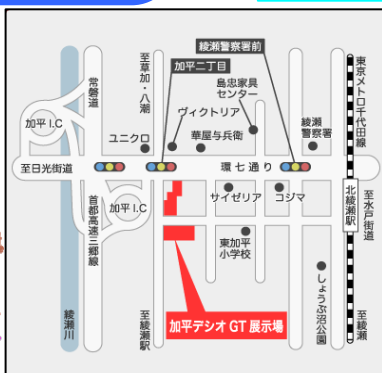 綾瀬警察署前
加平二丁目
至草加・八潮
常磐道
加平 I.C
ユニクロ
ヴィクトリア
華屋与兵衛
島忠家具
センター
綾瀬
警察署
東京メトロ千代田線
至日光街道
環七通り
首都高速三郷線
加平 I.C
サイゼリア
コジマ
北綾瀬駅
至水戸街道
東加平
小学校
加平デシオ GT 展示場
しょうぶ沼公園
綾瀬川
至綾瀬駅
至綾瀬